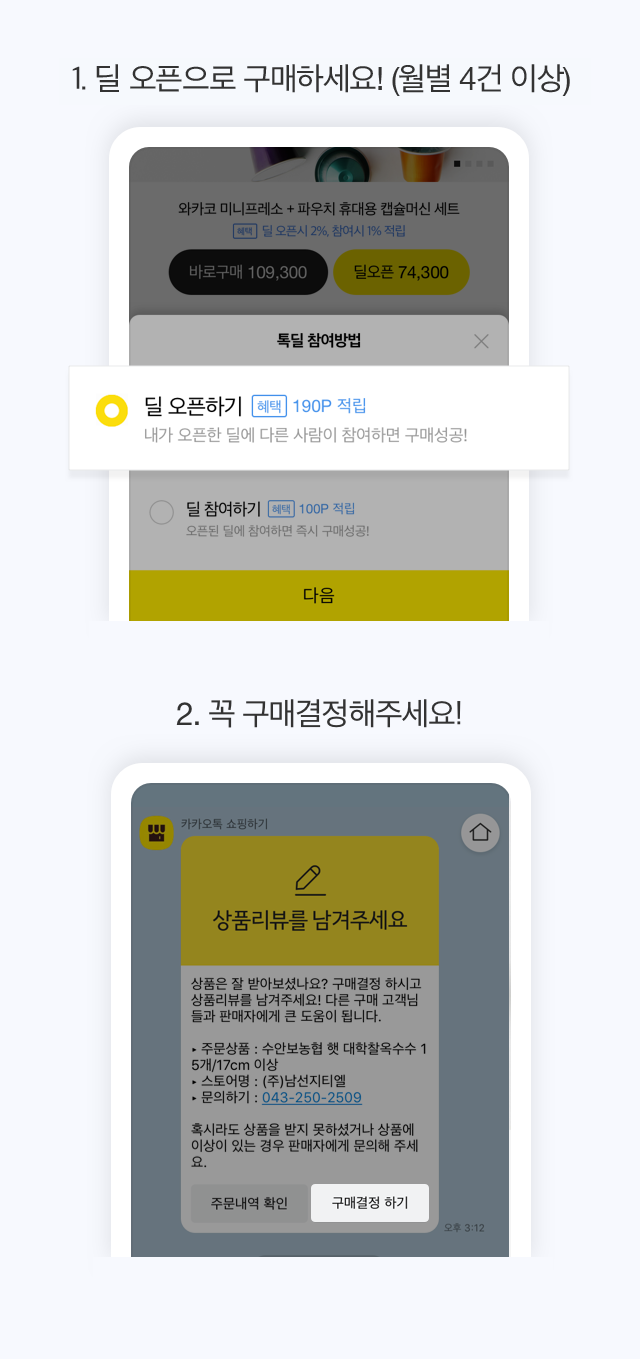 1. 딜 오픈으로 구매하세요! (월별 4건 이상)
와카코 미니프레소 + 파우치 휴대용 캡슐머신 세트
혜택 딜 오픈시 2%, 참여시 1% 적립
바로구매 109,300 딜오픈 74,300
톡딜 참여방법
딜 오픈하기 혜택 190P 적립
내가 오픈한 딜에 다른 사람이 참여하면 구매성공!
딜 참여하기 혜택 100P 적립
오픈된 딜에 참여하면 즉시 구매성공!
다음
2. 꼭 구매결정해주세요!
카카오톡 쇼핑하기
상품리뷰를 남겨주세요
상품은 잘 받아보셨나요? 구매결정 하시고
상품리뷰를 남겨주세요! 다른 구매 고객님
들과 판매자에게 큰 도움이 됩니다.
▸ 주문상품 : 수안보농협 햇 대학찰옥수수 1
5개/17cm 이상
▸ 스토어명 : (주)남선지티엘
▸ 문의하기 : 043-250-2509
혹시라도 상품을 받지 못하셨거나 상품에
이상이 있는 경우 판매자에게 문의해 주세
요.
주문내역 확인 구매결정 하기
오후 3:12